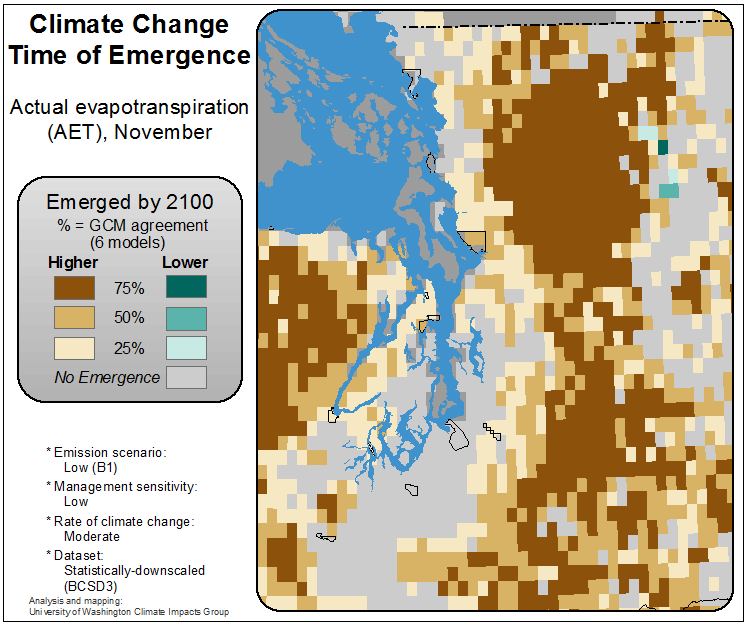 Climate Change
Time of Emergence
Actual evapotranspiration
(AET), November
Emerged by 2100
% = GCM agreement
(6 models)
Higher Lower
75%
50%
25%
No Emergence
* Emission scenario:
Low (B1)
* Management sensitivity:
Low
* Rate of climate change:
Moderate
* Dataset:
Statistically-downscaled
(BCSD3)
Analysis and mapping:
University of Washington Climate Impacts Group